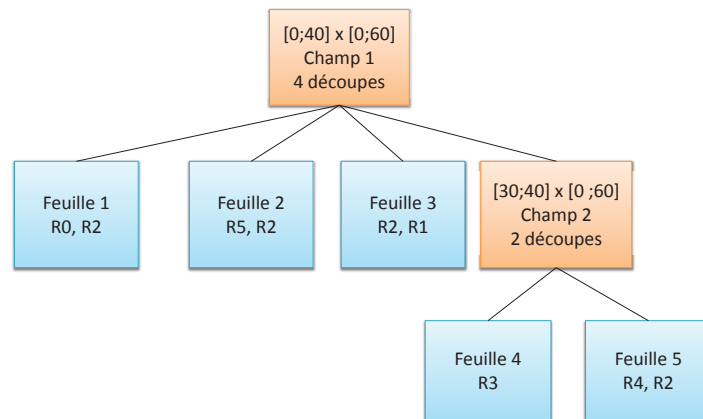 [0;40] x [0;60]
Champ 1
4 découpes
Feuille 1
R0, R2
Feuille 2
R5, R2
Feuille 3
R2, R1
[30;40] x [0 ;60]
Champ 2
2 découpes
Feuille 4
R3
Feuille 5
R4, R2